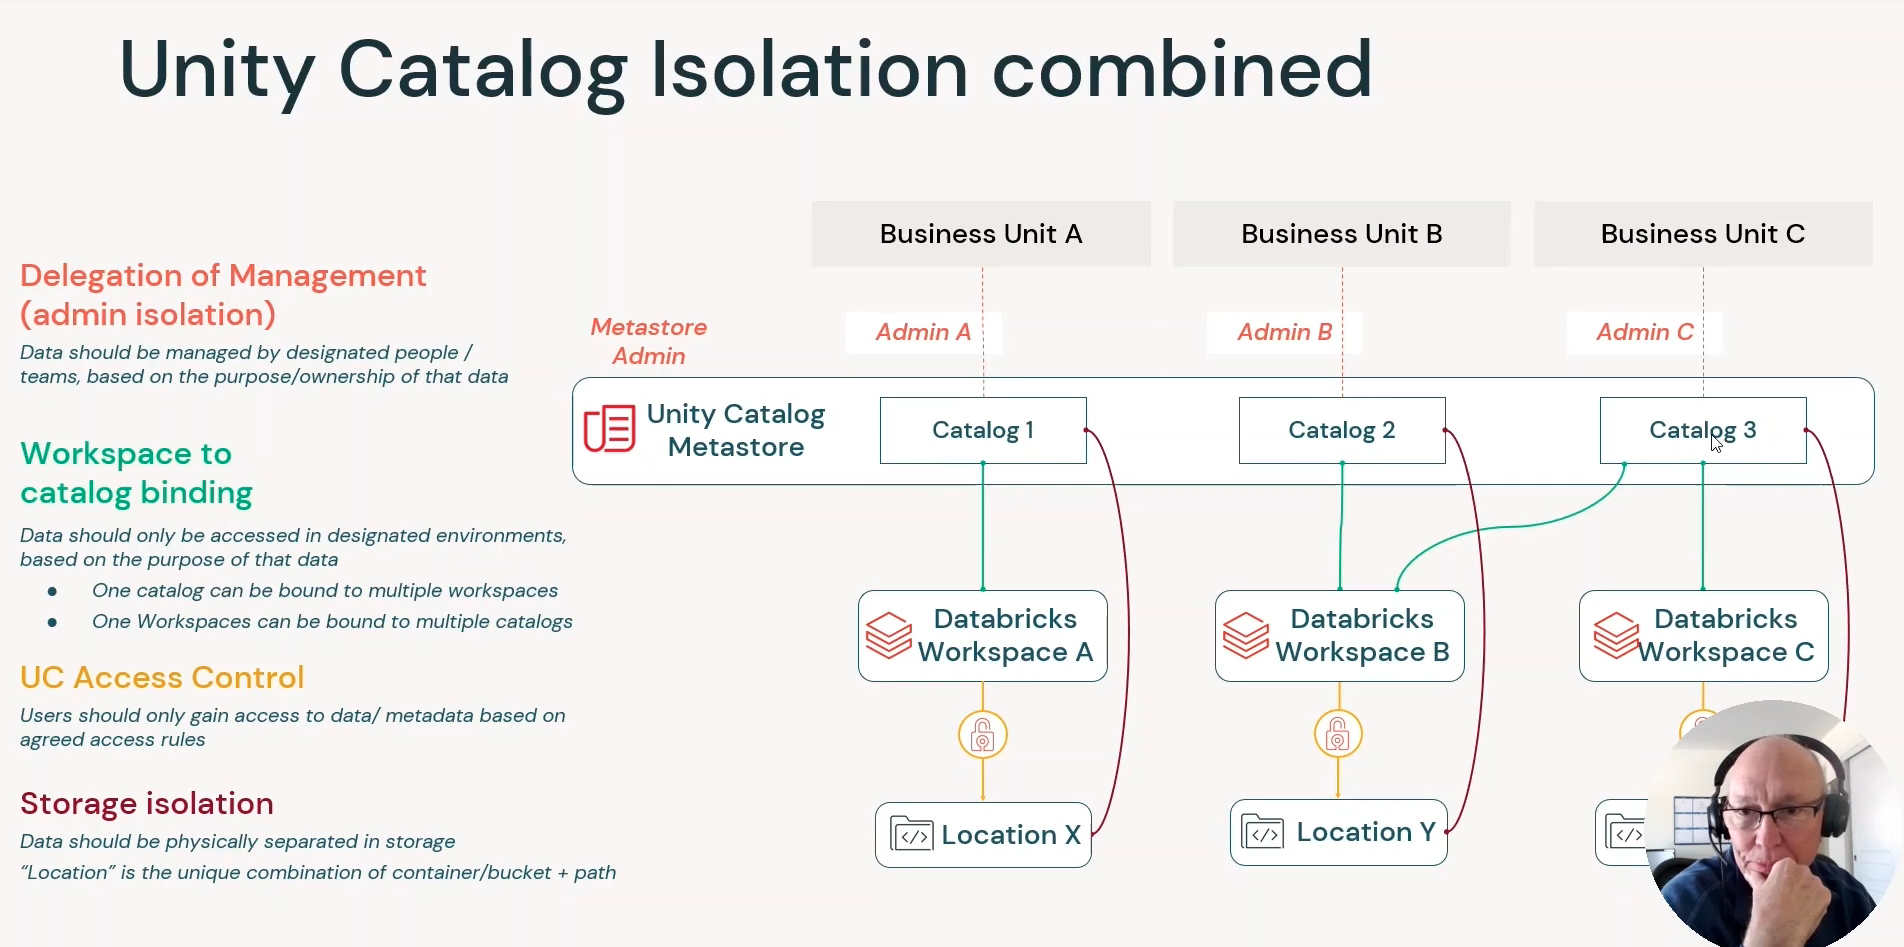 Unity Catalog Isolation combined
Business Unit A
Business Unit B
Business Unit C
Delegation of Management
(admin isolation)
Data should be managed by designated people /
teams, based on the purpose/ownership of that data
Metastore
Admin
Admin A
Admin B
Admin C
Unity Catalog
Metastore
Catalog 1
Catalog 2
Catalog 3
Workspace to
catalog binding
Data should only be accessed in designated environments,
based on the purpose of that data
● One catalog can be bound to multiple workspaces
● One Workspaces can be bound to multiple catalogs
Databricks
Workspace A
Databricks
Workspace B
Databricks
Workspace C
UC Access Control
Users should only gain access to data/ metadata based on
agreed access rules
Storage isolation
Data should be physically separated in storage
“Location” is the unique combination of container/bucket + path
</> Location X
</> Location Y
</>